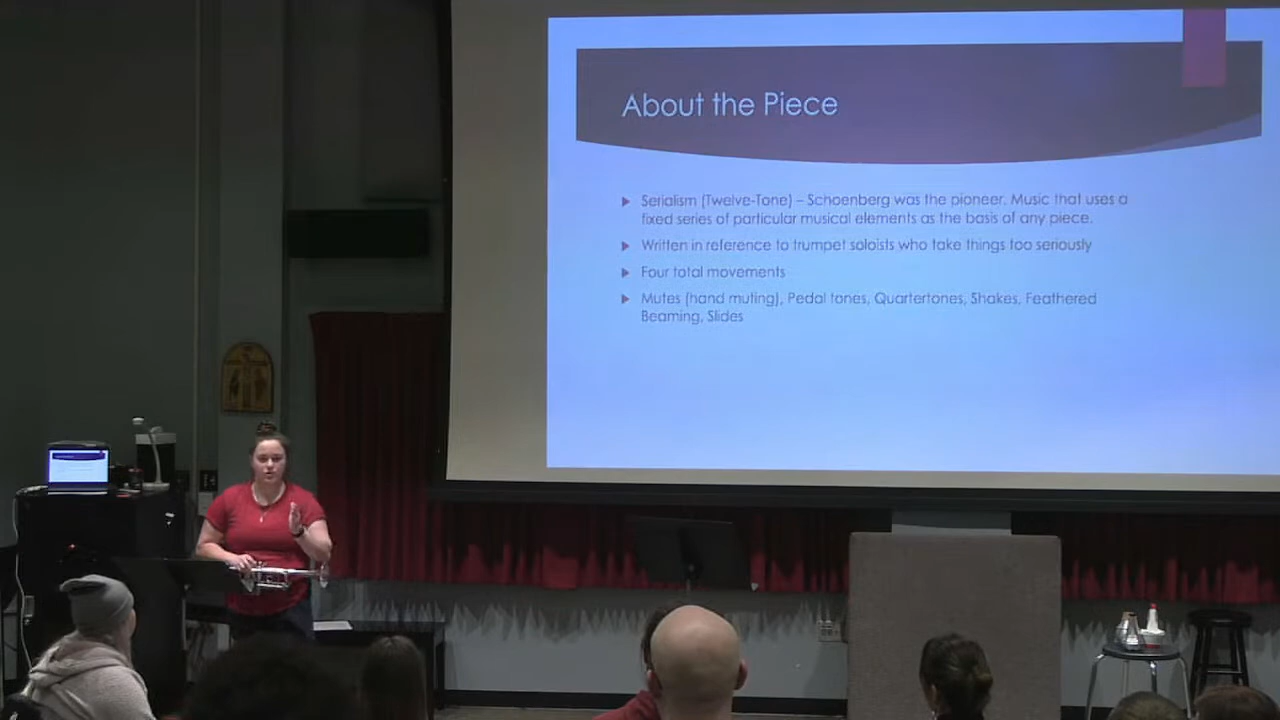 About the Piece
Serialism (Twelve-Tone) – Schoenberg was the pioneer. Music that uses a
fixed series of particular musical elements as the basis of any piece.
Written in reference to trumpet soloists who take things too seriously
Four total movements
Mutes (hand muting), Pedal tones, Quartertones, Shakes, Feathered
Beaming, Slides